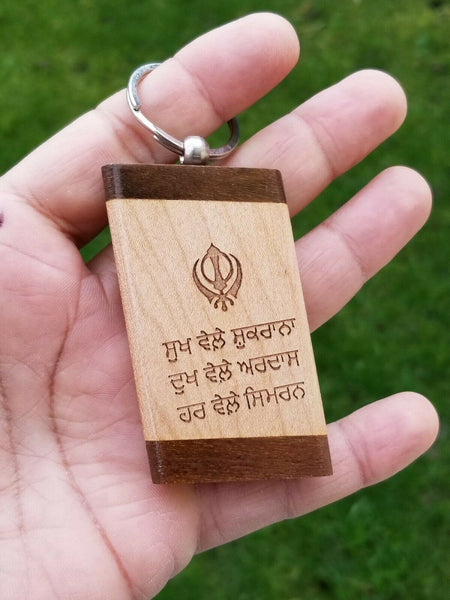 ਸੁਖ ਵੇਲੇ ਸ਼ੁਕਰਾਨਾ
ਦੁਖ ਵੇਲੇ ਅਰਦਾਸ
ਹਰ ਵੇਲੇ ਸਿਮਰਨ